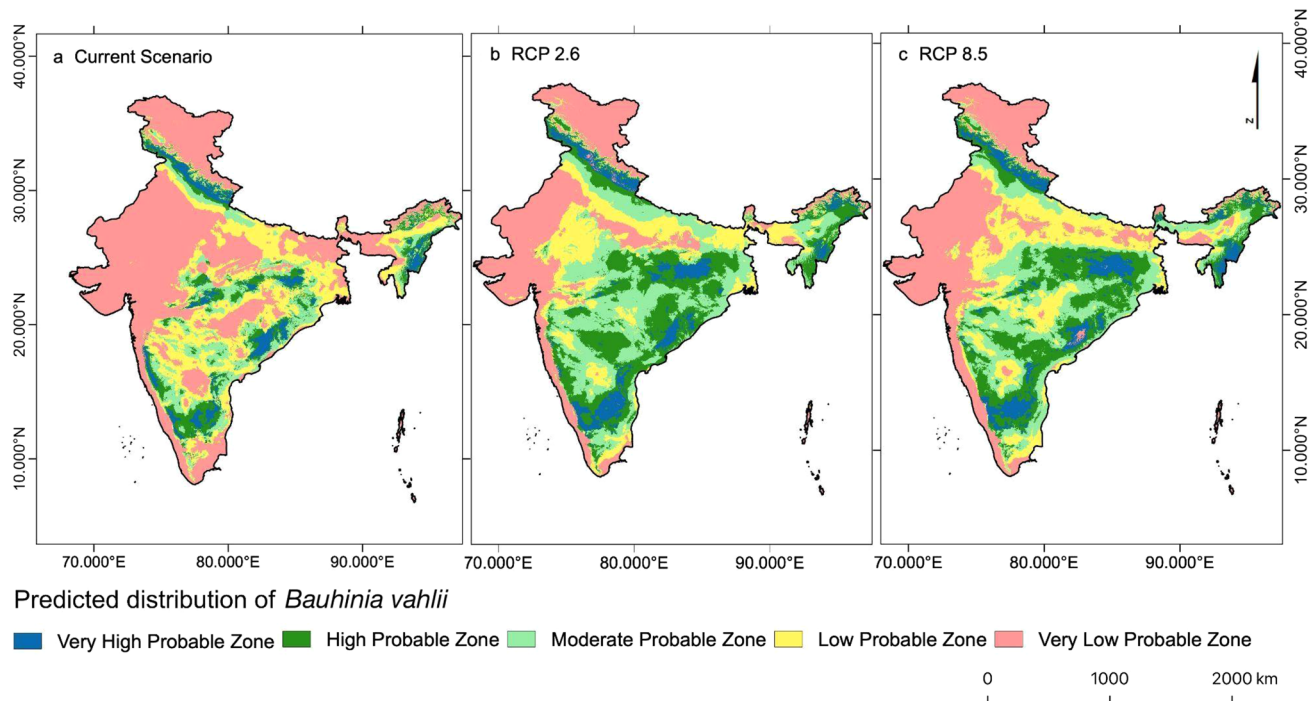 a Current Scenario
b RCP 2.6
c RCP 8.5
40.000°N
30.000°N
20.000°N
10.000°N
40.000°N
30.000°N
20.000°N
10.000°N
z
70.000°E 80.000°E 90.000°E
70.000°E 80.000°E 90.000°E
70.000°E 80.000°E 90.000°E
Predicted distribution of Bauhinia vahlii
Very High Probable Zone High Probable Zone Moderate Probable Zone Low Probable Zone Very Low Probable Zone
0 1000 2000 km